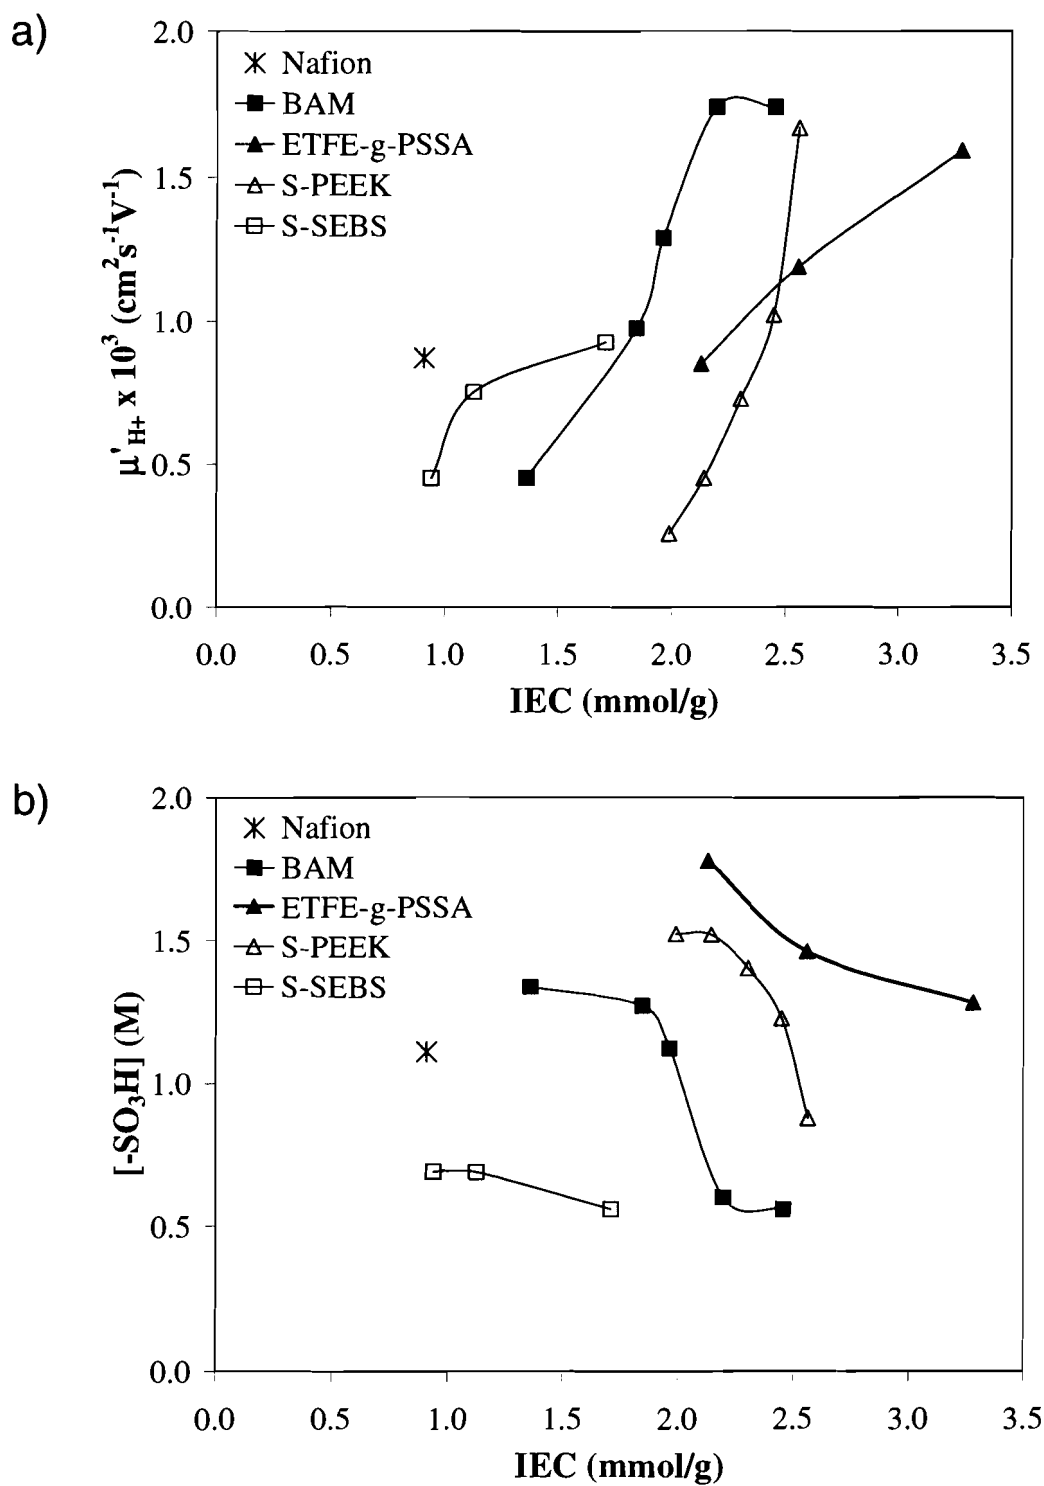 a)
2.0
1.5
1.0
0.5
0.0
μ'H+ x 10³ (cm²s⁻¹V⁻¹)
Nafion
BAM
ETFE-g-PSSA
S-PEEK
S-SEBS
0.0 0.5 1.0 1.5 2.0 2.5 3.0 3.5
IEC (mmol/g)
b)
2.0
1.5
1.0
0.5
0.0
[-SO₃H] (M)
Nafion
BAM
ETFE-g-PSSA
S-PEEK
S-SEBS
0.0 0.5 1.0 1.5 2.0 2.5 3.0 3.5
IEC (mmol/g)